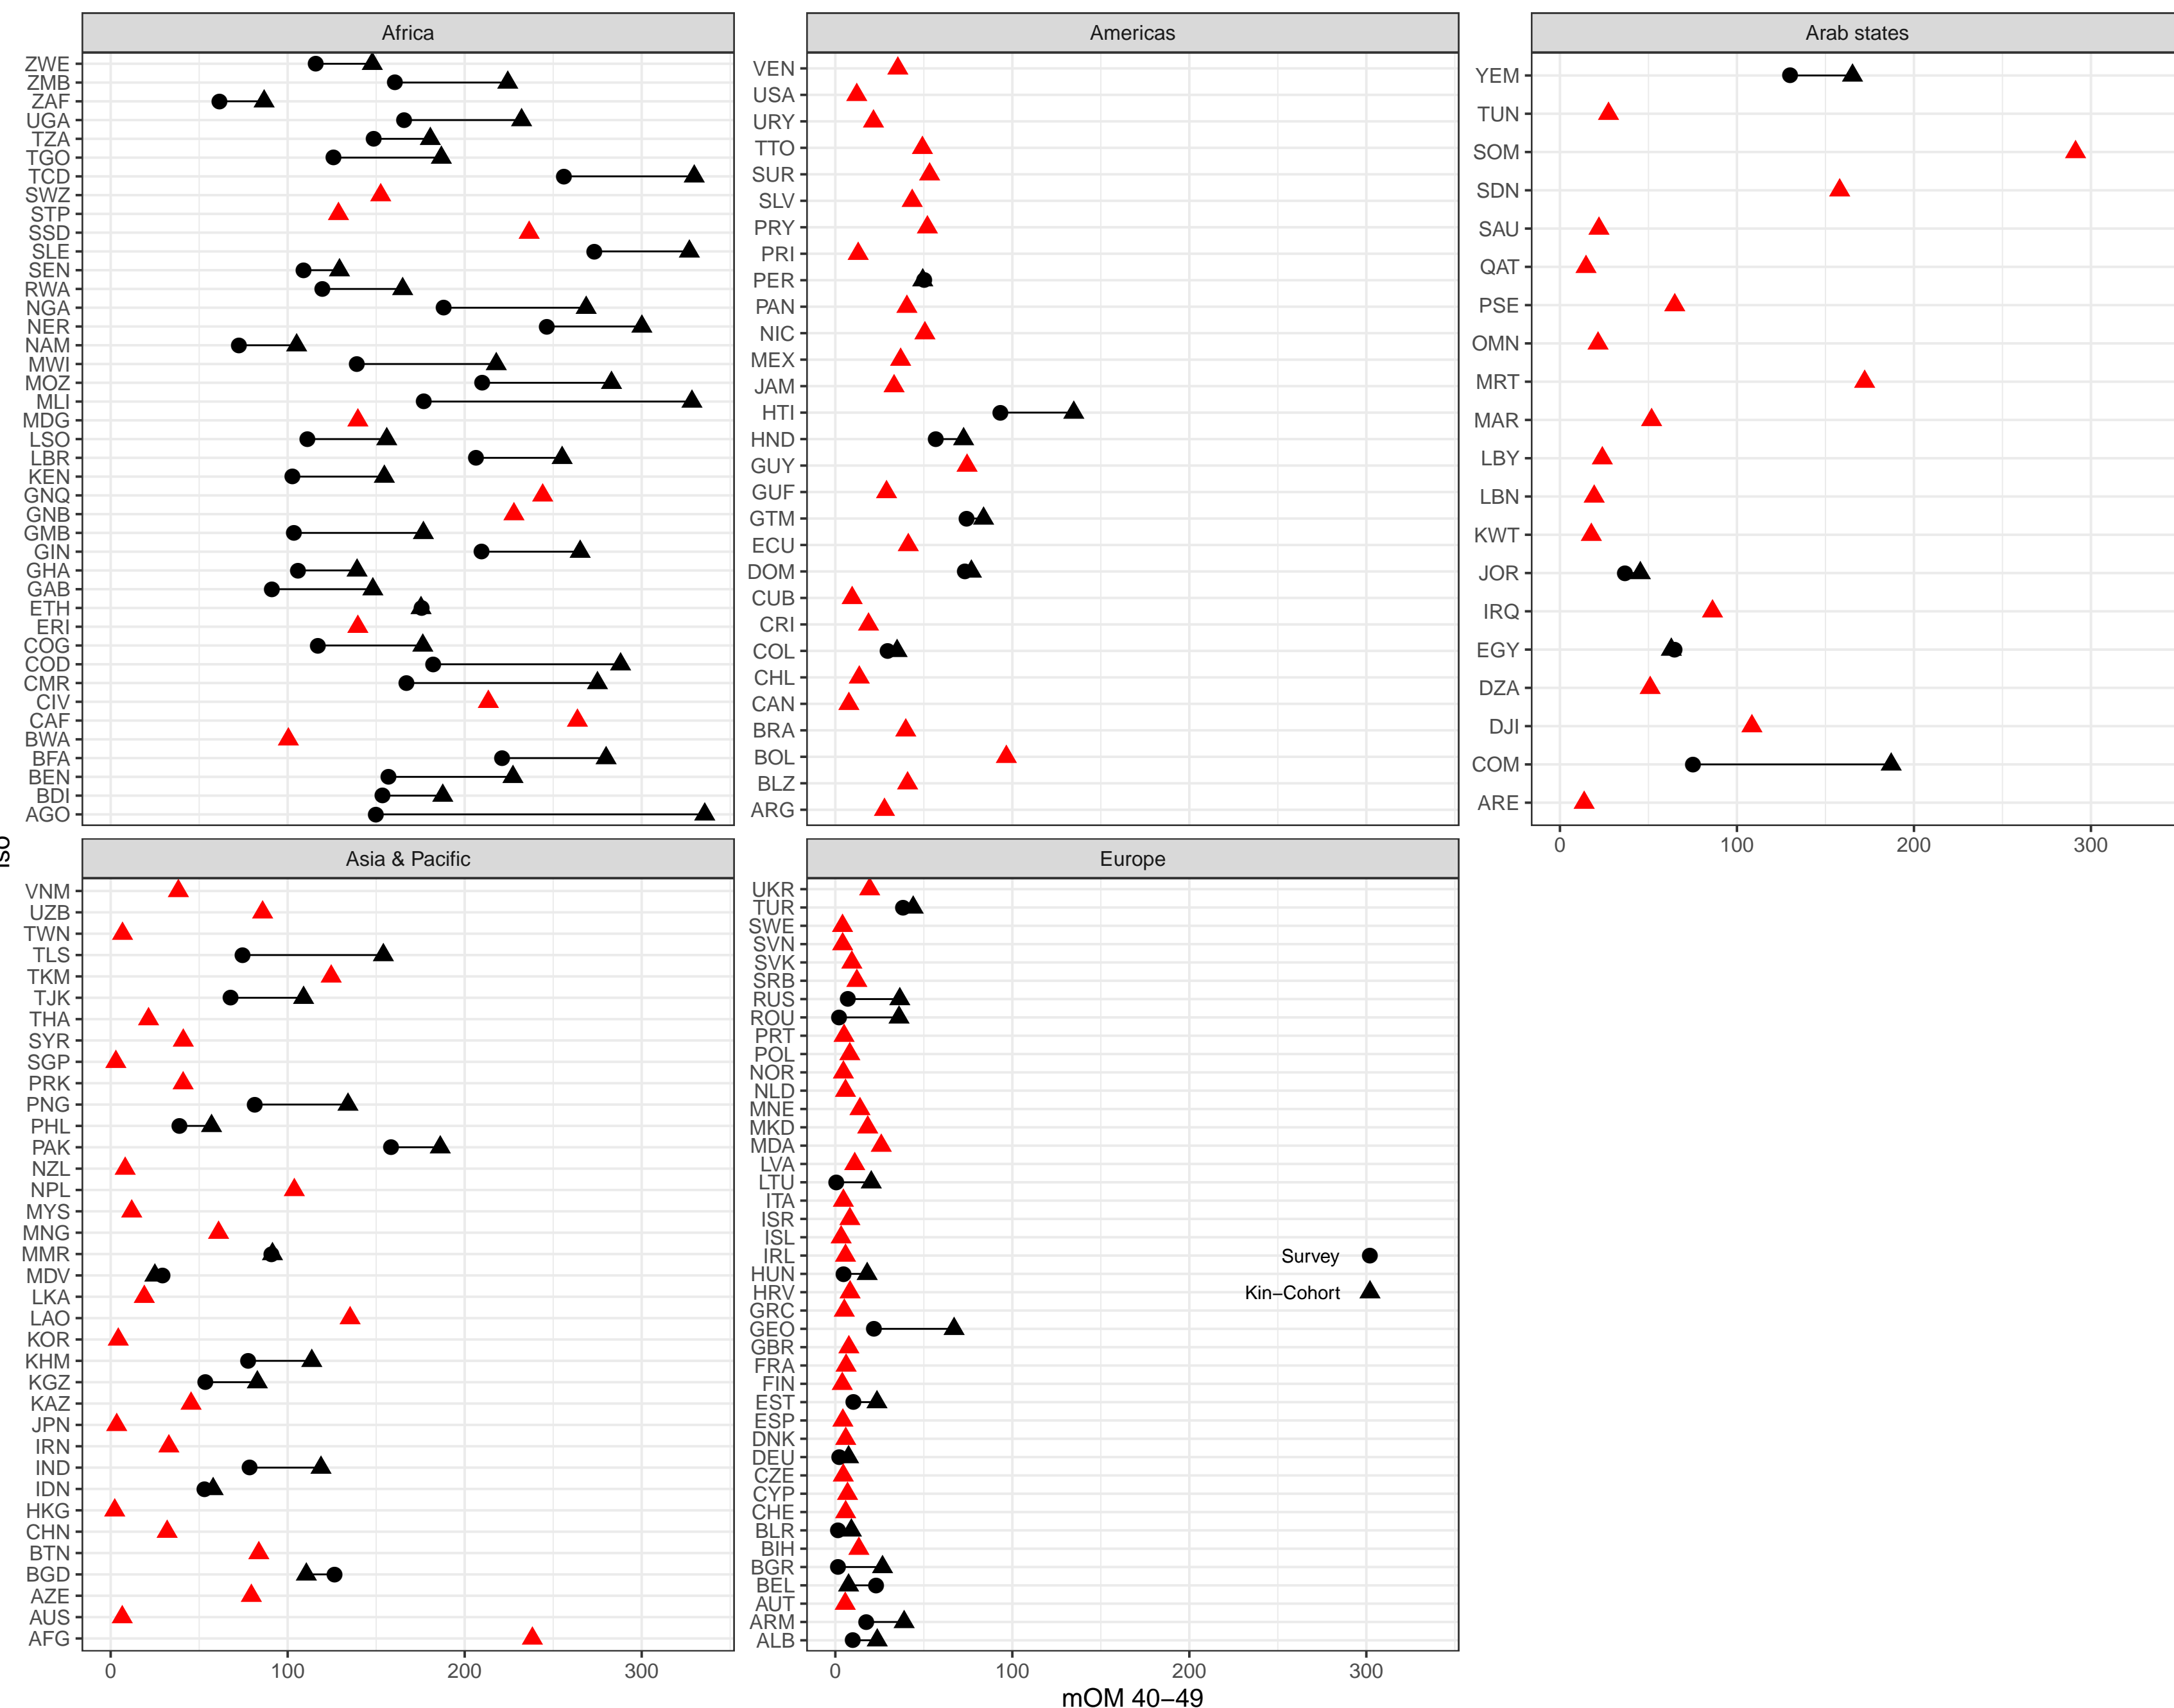 Africa
ZWE
ZMB
ZAF
UGA
TZA
TGO
TCD
SWZ
STP
SSD
SLE
SEN
RWA
NGA
NER
NAM
MWI
MOZ
MLI
MDG
LSO
LBR
KEN
GNQ
GNB
GMB
GIN
GHA
GAB
ETH
ERI
COG
COD
CMR
CIV
CAF
BWA
BFA
BEN
BDI
AGO
Americas
VEN
USA
URY
TTO
SUR
SLV
PRY
PRI
PER
PAN
NIC
MEX
JAM
HTI
HND
GUY
GUF
GTM
ECU
DOM
CUB
CRI
COL
CHL
CAN
BRA
BOL
BLZ
ARG
Arab states
YEM
TUN
SOM
SDN
SAU
QAT
PSE
OMN
MRT
MAR
LBY
LBN
KWT
JOR
IRQ
EGY
DZA
DJI
COM
ARE
0 100 200 300
iso
Asia & Pacific
VNM
UZB
TWN
TLS
TKM
TJK
THA
SYR
SGP
PRK
PNG
PHL
PAK
NZL
NPL
MYS
MNG
MMR
MDV
LKA
LAO
KOR
KHM
KGZ
KAZ
JPN
IRN
IND
IDN
HKG
CHN
BTN
BGD
AZE
AUS
AFG
0 100 200 300
Europe
UKR
TUR
SWE
SVN
SVK
SRB
RUS
ROU
PRT
POL
NOR
NLD
MNE
MKD
MDA
LVA
LTU
ITA
ISR
ISL
IRL
HUN
HRV
GRC
GEO
GBR
FRA
FIN
EST
ESP
DNK
DEU
CZE
CYP
CHE
BLR
BIH
BGR
BEL
AUT
ARM
ALB
Survey
Kin−Cohort
0 100 200 300
mOM 40−49